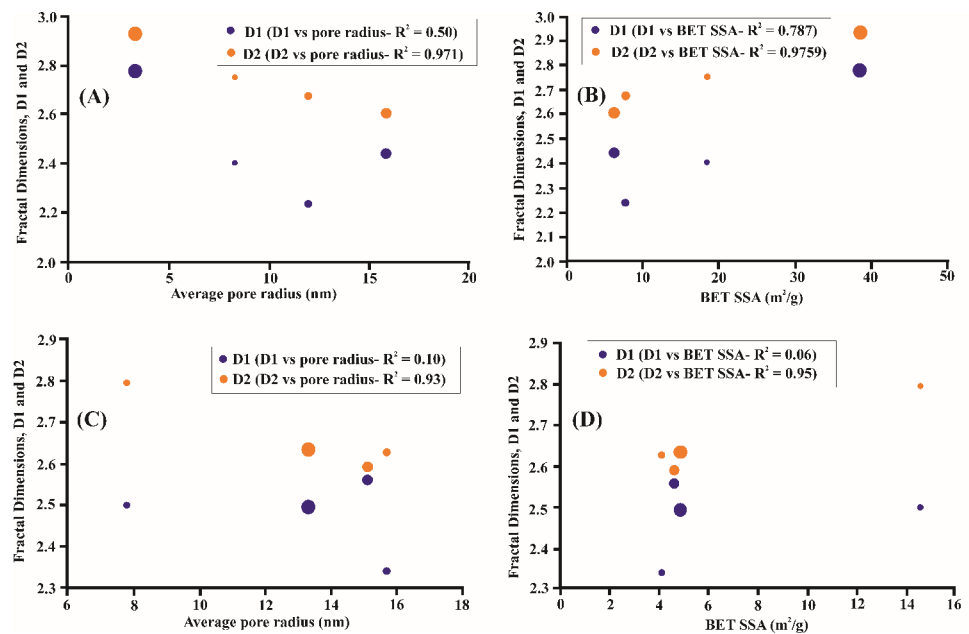 D1 (D1 vs pore radius- R² = 0.50)
D2 (D2 vs pore radius- R² = 0.971)
(A)
Fractal Dimensions, D1 and D2
3.0
2.8
2.6
2.4
2.2
2.0
0 5 10 15 20
Average pore radius (nm)
D1 (D1 vs BET SSA- R² = 0.787)
D2 (D2 vs BET SSA- R² = 0.9759)
(B)
Fractal Dimensions, D1 and D2
3.0
2.9
2.8
2.7
2.6
2.5
2.4
2.3
2.2
2.1
2.0
0 10 20 30 40 50
BET SSA (m²/g)
D1 (D1 vs pore radius- R² = 0.10)
D2 (D2 vs pore radius- R² = 0.93)
(C)
Fractal Dimensions, D1 and D2
2.9
2.8
2.7
2.6
2.5
2.4
2.3
6 8 10 12 14 16 18
Average pore radius (nm)
D1 (D1 vs BET SSA- R² = 0.06)
D2 (D2 vs BET SSA- R² = 0.95)
(D)
Fractal Dimensions, D1 and D2
2.9
2.8
2.7
2.6
2.5
2.4
2.3
0 2 4 6 8 10 12 14 16
BET SSA (m²/g)